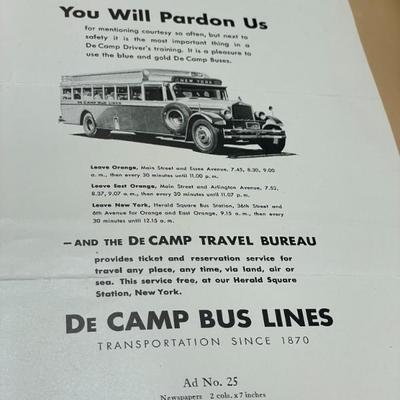 You Will Pardon Us
for mentioning courtesy so often, but next to
safety it is the most important thing in a
De Camp Driver's training. It is a pleasure to
use the blue and gold De Camp Buses.
NEW YORK
DE CAMP BUS LINES
Leave Orange, Main Street and Essex Avenue, 7.45, 8.30, 9.00
a. m., then every 30 minutes until 11.00 p. m.
Leave East Orange, Main Street and Arlington Avenue, 7.52,
8.37, 9.07 a. m., then every 30 minutes until 11.07 p. m.
Leave New York, Herald Square Bus Station, 36th Street and
6th Avenue for Orange and East Orange, 9.15 a. m., then every
30 minutes until 12.15 a. m.
—AND THE DE CAMP TRAVEL BUREAU
provides ticket and reservation service for
travel any place, any time, via land, air or
sea. This service free, at our Herald Square
Station, New York.
DE CAMP BUS LINES
TRANSPORTATION SINCE 1870
Ad No. 25
Newspapers 2 cols. x 7 inches